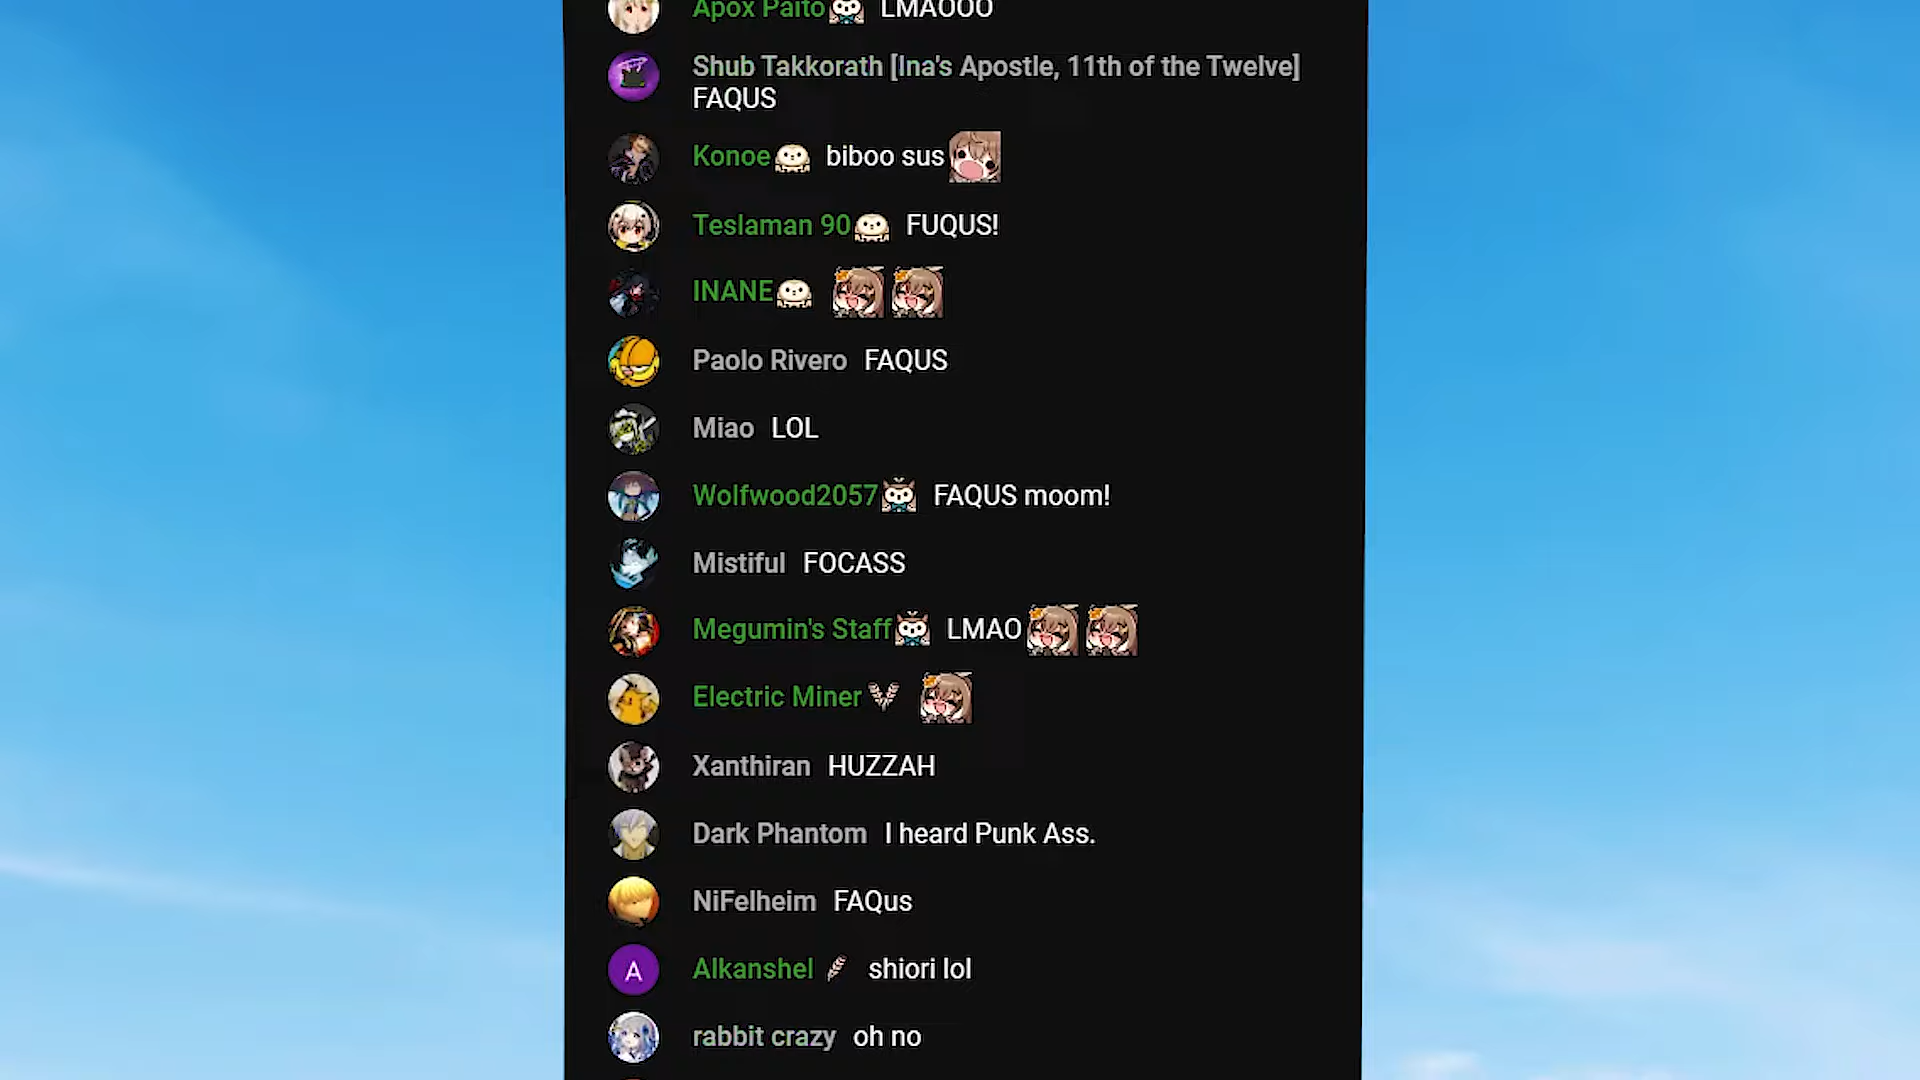 Apox Paito LMAOOO
Shub Takkorath [Ina's Apostle, 11th of the Twelve]
FAQUS
Konoe biboo sus
Teslaman 90 FUQUS!
INANE
Paolo Rivero FAQUS
Miao LOL
Wolfwood2057 FAQUS moom!
Mistiful FOCASS
Megumin's Staff LMAO
Electric Miner
Xanthiran HUZZAH
Dark Phantom I heard Punk Ass.
NiFelheim FAQus
A Alkanshel shiori lol
rabbit crazy oh no